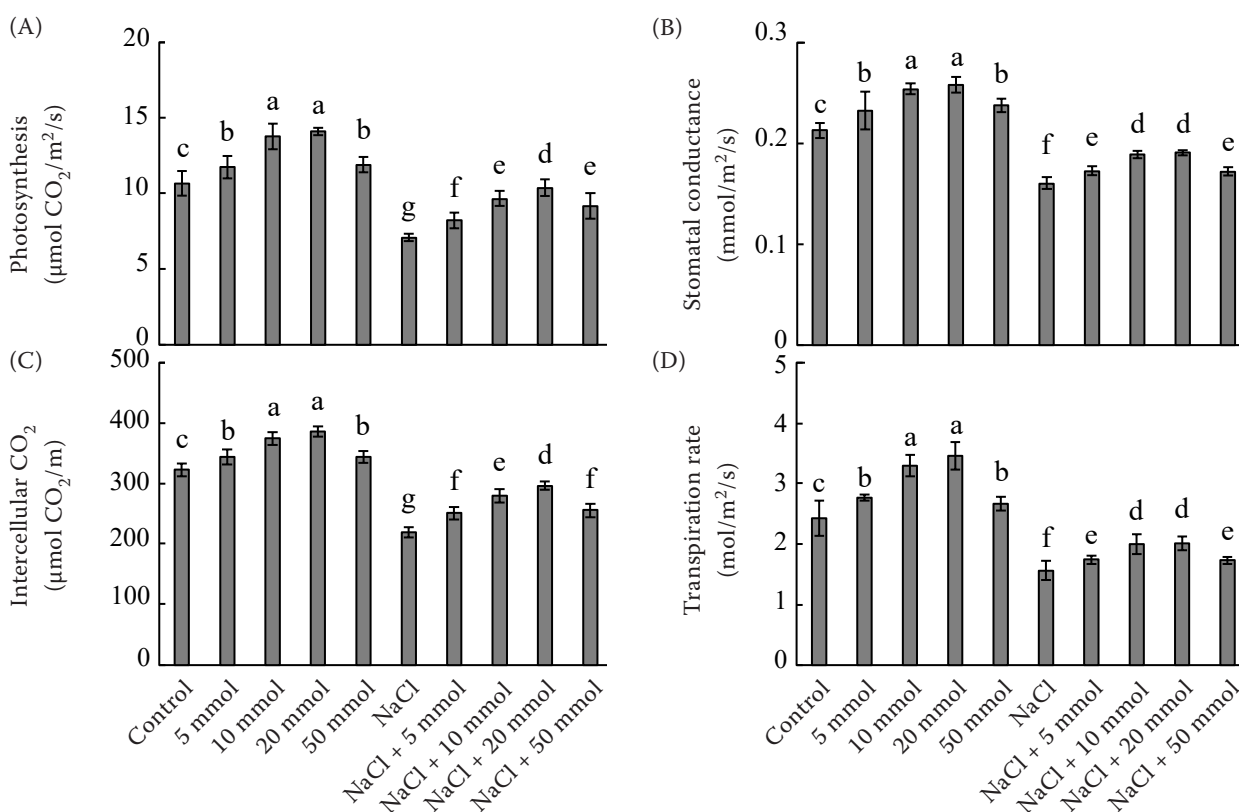 (A)
Photosynthesis
(μmol CO₂/m²/s)
20
15
10
5
0
c
b
a
a
b
g
f
e
d
e
(B)
Stomatal conductance
(mmol/m²/s)
0.3
0.2
0.1
0
c
b
a
a
b
f
e
d
d
e
(C)
Intercellular CO₂
(μmol CO₂/m)
500
400
300
200
100
0
c
b
a
a
b
g
f
e
d
f
Control
5 mmol
10 mmol
20 mmol
50 mmol
NaCl
NaCl + 5 mmol
NaCl + 10 mmol
NaCl + 20 mmol
NaCl + 50 mmol
(D)
Transpiration rate
(mol/m²/s)
5
4
3
2
1
0
c
b
a
a
b
f
e
d
d
e
Control
5 mmol
10 mmol
20 mmol
50 mmol
NaCl
NaCl + 5 mmol
NaCl + 10 mmol
NaCl + 20 mmol
NaCl + 50 mmol